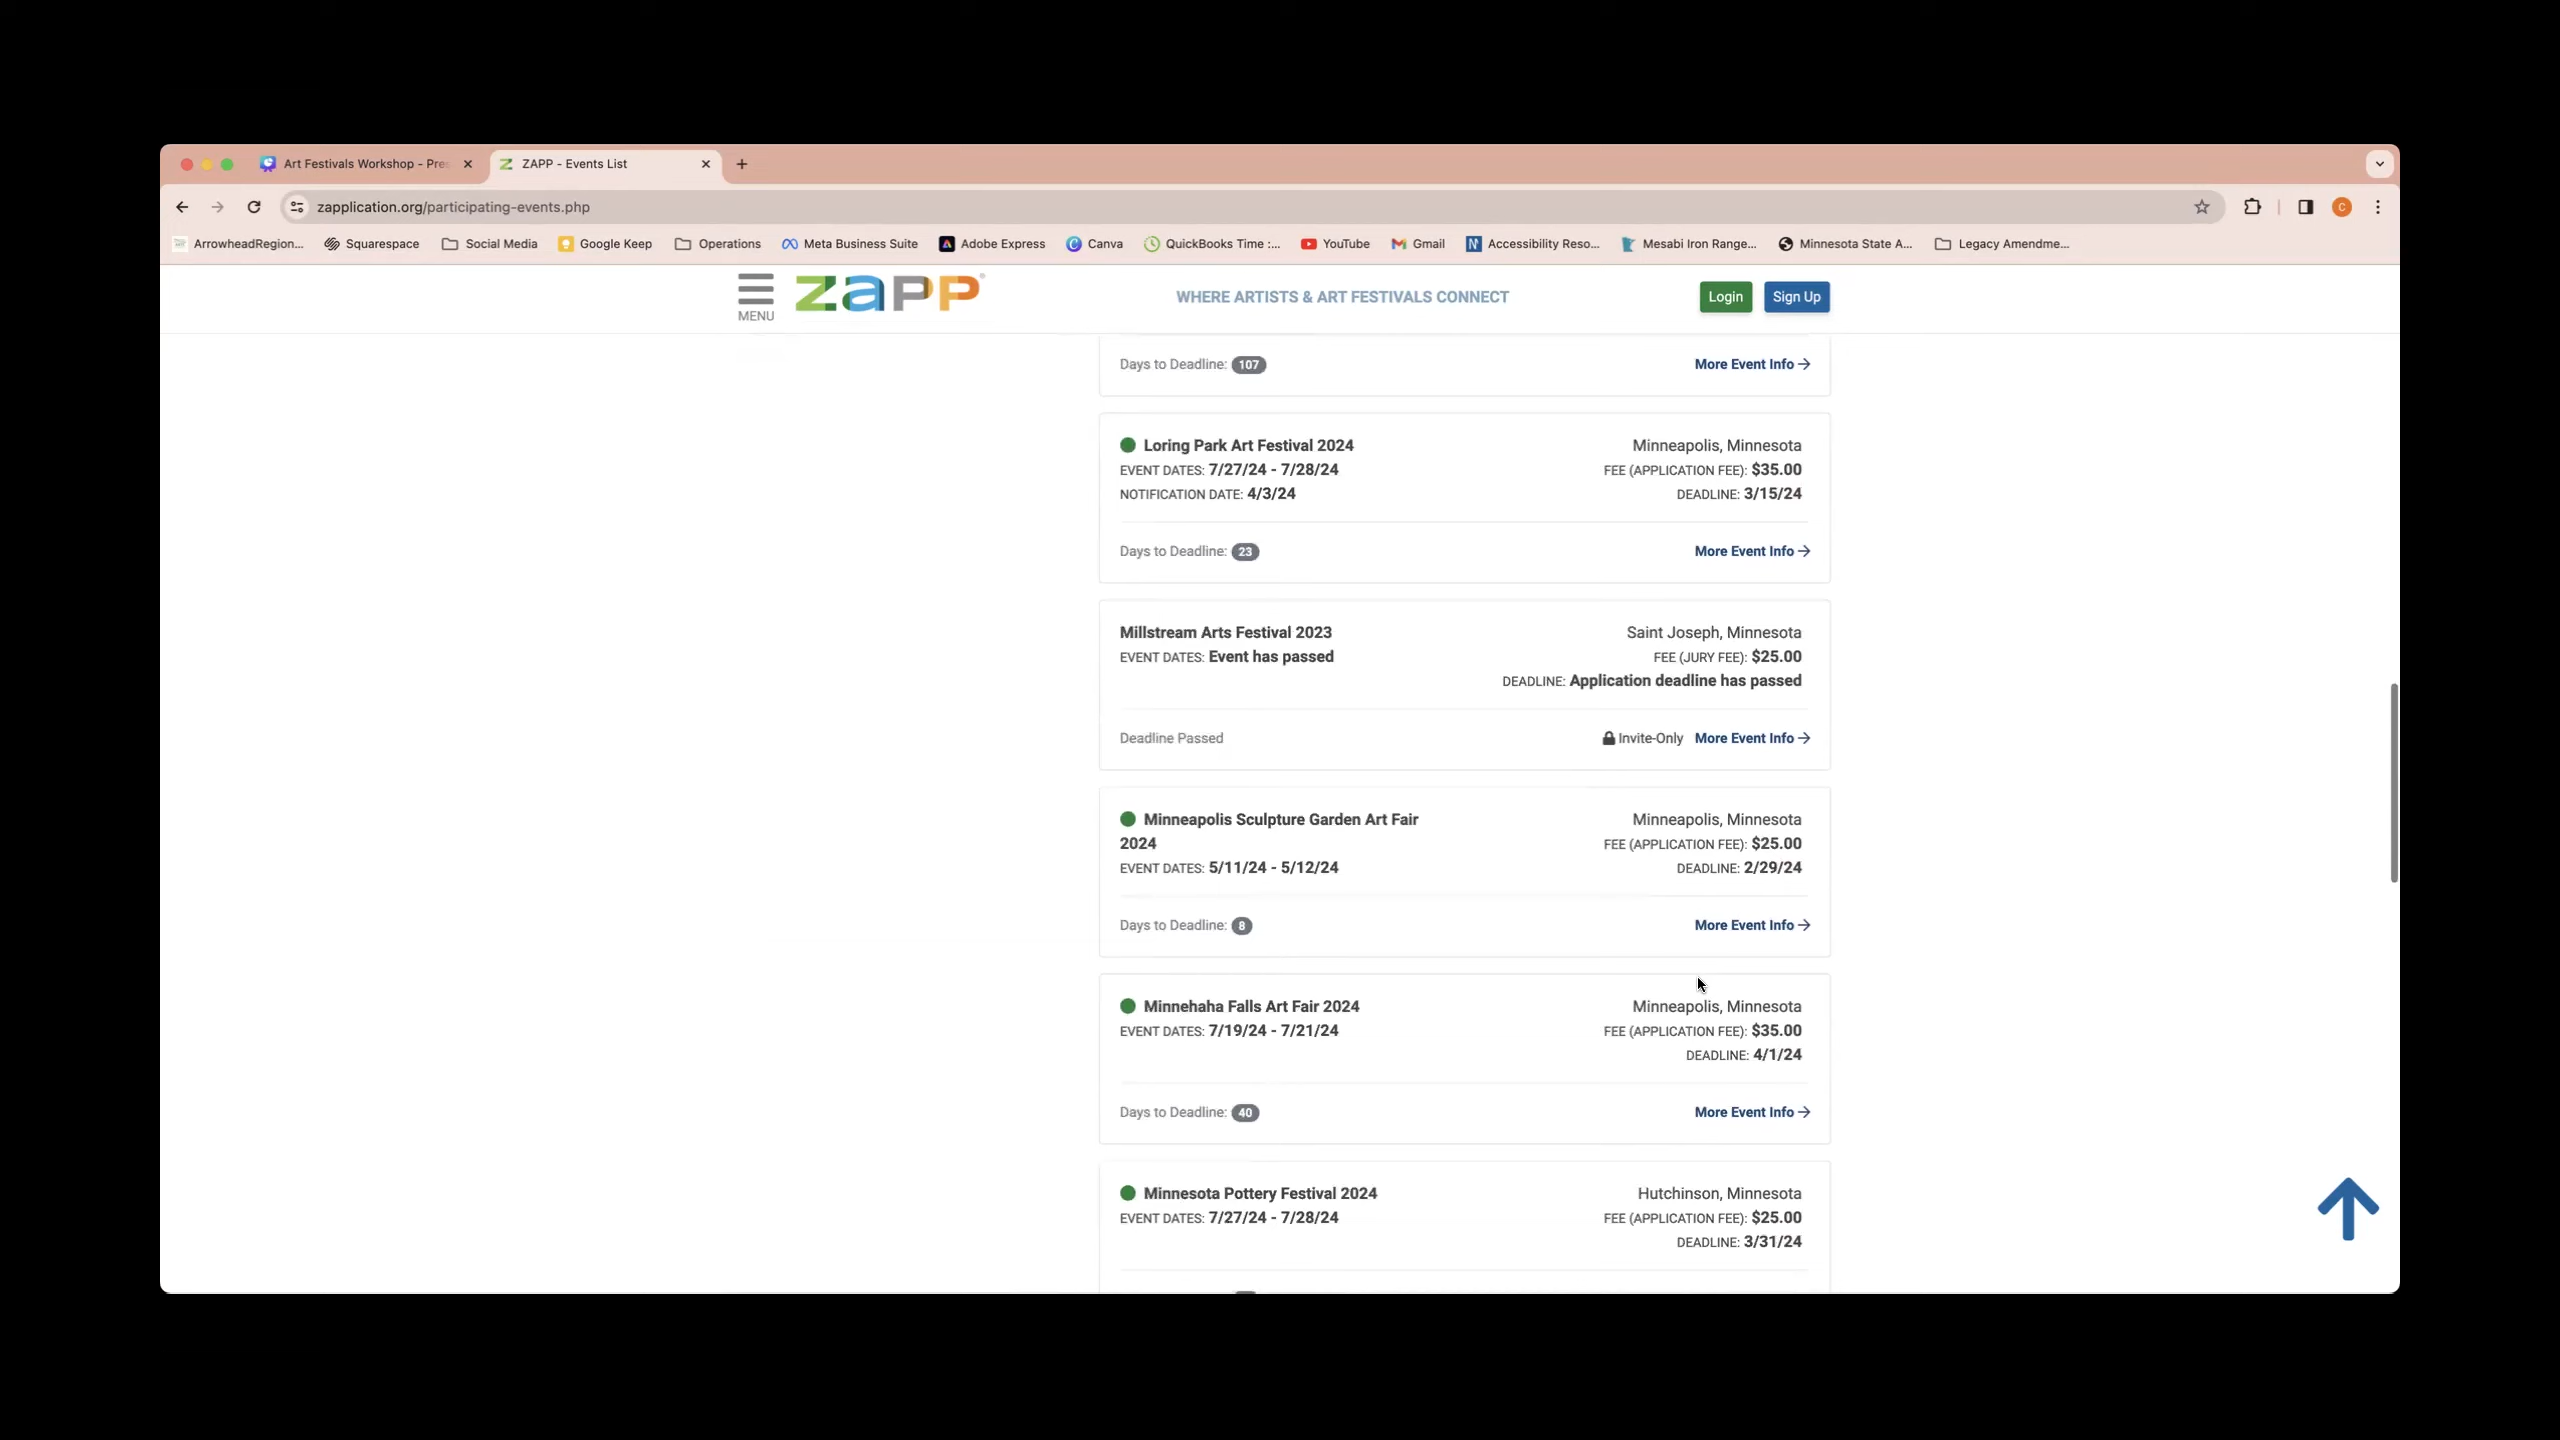 Art Festivals Workshop - Pres
ZAPP - Events List
zapplication.org/participating-events.php
ArrowheadRegion...
Squarespace
Social Media
Google Keep
Operations
Meta Business Suite
Adobe Express
Canva
QuickBooks Time :...
YouTube
Gmail
Accessibility Reso...
Mesabi Iron Range...
Minnesota State A...
Legacy Amendme...
MENU
zapp
WHERE ARTISTS & ART FESTIVALS CONNECT
Login
Sign Up
Days to Deadline: 107
More Event Info
Loring Park Art Festival 2024
Minneapolis, Minnesota
EVENT DATES: 7/27/24 - 7/28/24
FEE (APPLICATION FEE): $35.00
NOTIFICATION DATE: 4/3/24
DEADLINE: 3/15/24
Days to Deadline: 23
More Event Info
Millstream Arts Festival 2023
Saint Joseph, Minnesota
EVENT DATES: Event has passed
FEE (JURY FEE): $25.00
DEADLINE: Application deadline has passed
Deadline Passed
Invite-Only
More Event Info
Minneapolis Sculpture Garden Art Fair
2024
Minneapolis, Minnesota
FEE (APPLICATION FEE): $25.00
EVENT DATES: 5/11/24 - 5/12/24
DEADLINE: 2/29/24
Days to Deadline: 8
More Event Info
Minnehaha Falls Art Fair 2024
Minneapolis, Minnesota
EVENT DATES: 7/19/24 - 7/21/24
FEE (APPLICATION FEE): $35.00
DEADLINE: 4/1/24
Days to Deadline: 40
More Event Info
Minnesota Pottery Festival 2024
Hutchinson, Minnesota
EVENT DATES: 7/27/24 - 7/28/24
FEE (APPLICATION FEE): $25.00
DEADLINE: 3/31/24